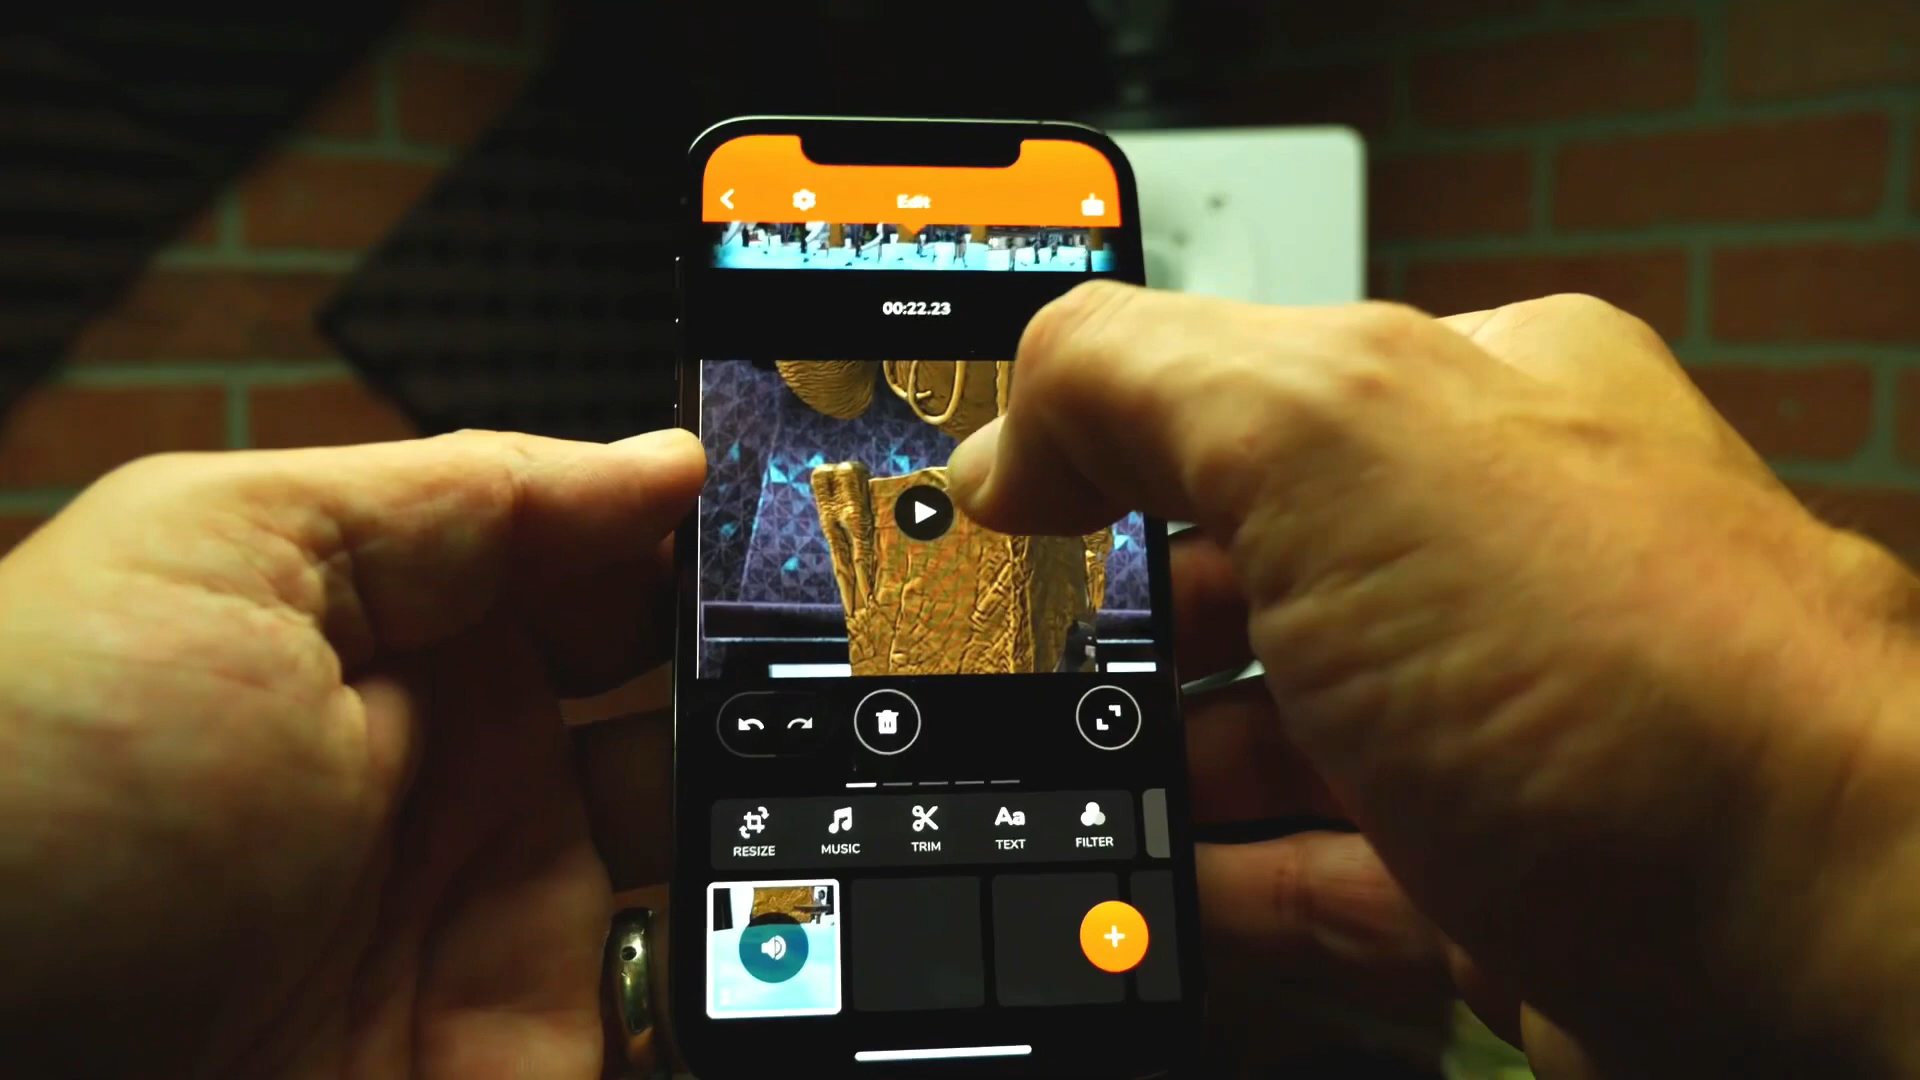 Edit
00:22.23
RESIZE
MUSIC
TRIM
Aa
TEXT
FILTER